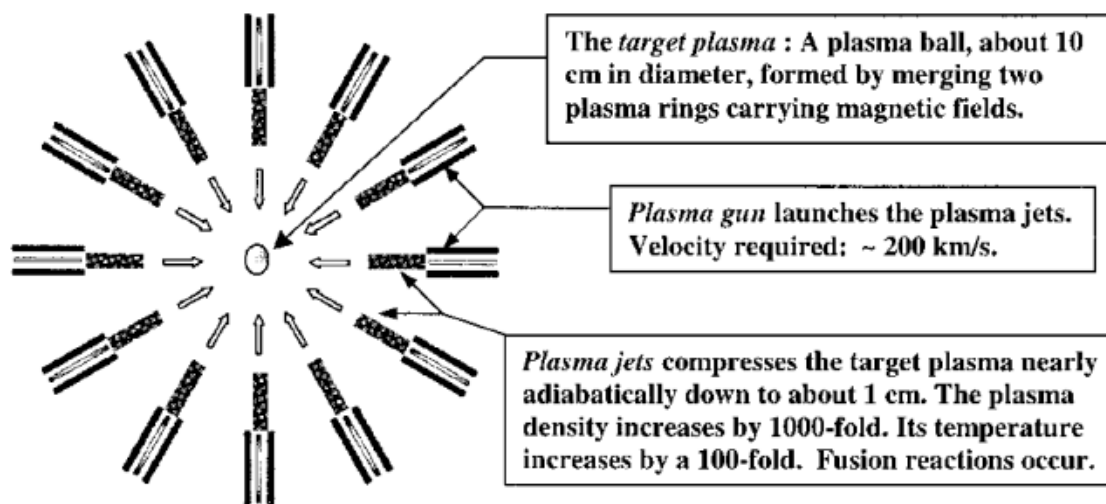 The target plasma : A plasma ball, about 10
cm in diameter, formed by merging two
plasma rings carrying magnetic fields.
Plasma gun launches the plasma jets.
Velocity required: ~ 200 km/s.
Plasma jets compresses the target plasma nearly
adiabatically down to about 1 cm. The plasma
density increases by 1000-fold. Its temperature
increases by a 100-fold. Fusion reactions occur.